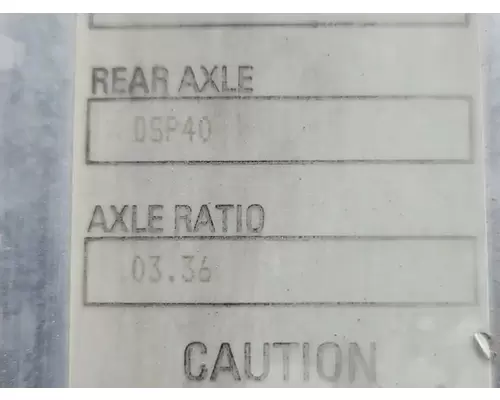 REAR AXLE
DSP40
AXLE RATIO
03.36
CAUTION